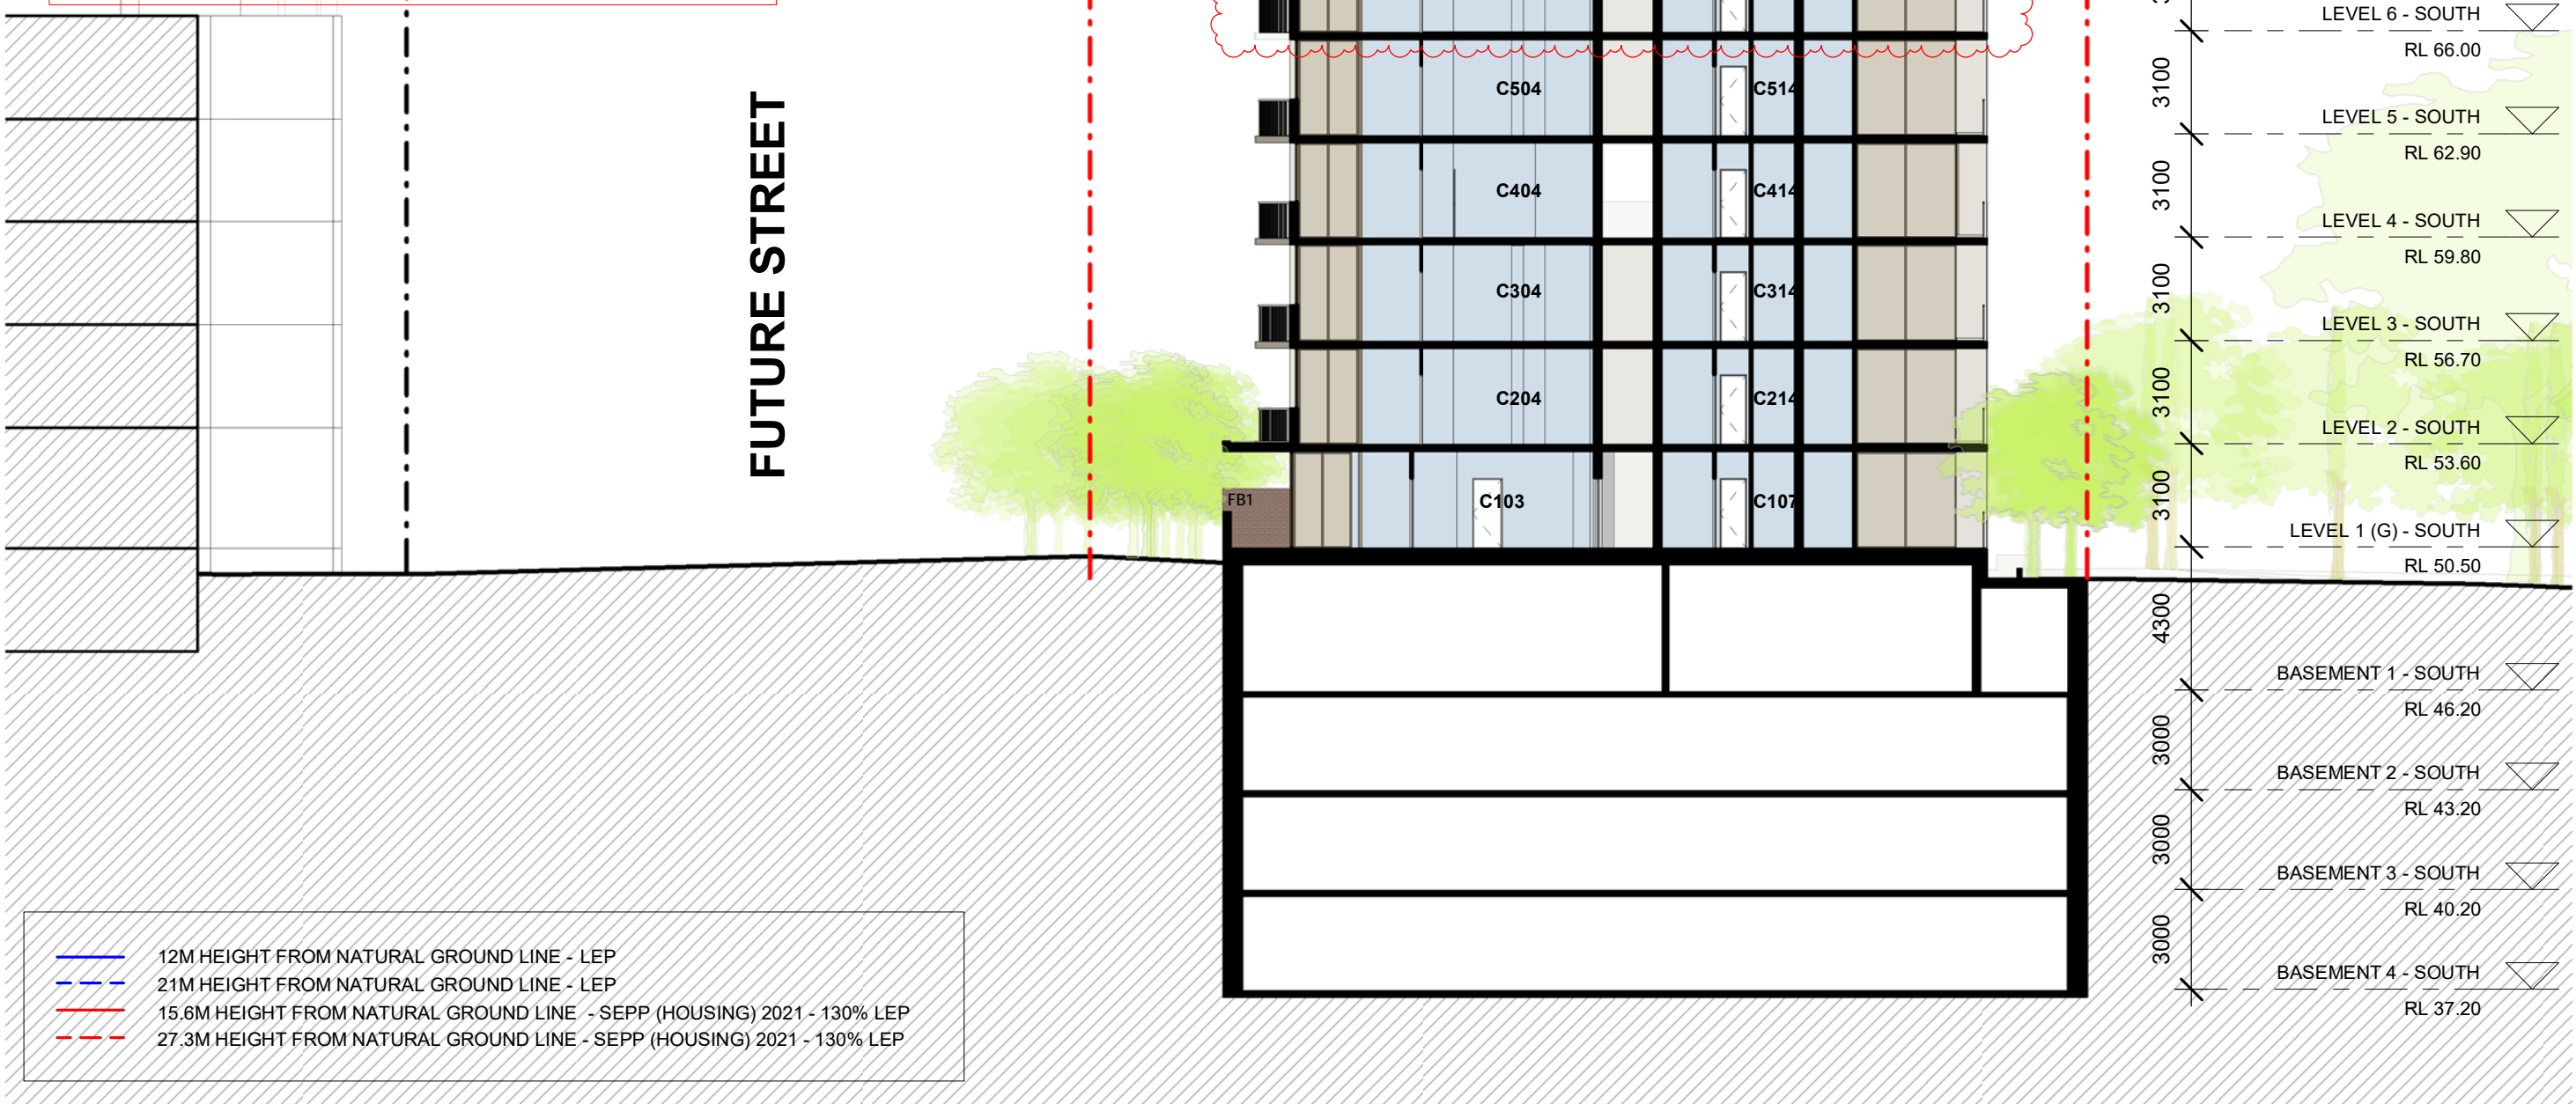 LEVEL 6 - SOUTH
RL 66.00
3100
C504
C514
LEVEL 5 - SOUTH
RL 62.90
3100
C404
C414
LEVEL 4 - SOUTH
RL 59.80
FUTURE STREET
3100
C304
C314
LEVEL 3 - SOUTH
RL 56.70
3100
C204
C214
LEVEL 2 - SOUTH
RL 53.60
3100
FB1
C103
C107
LEVEL 1 (G) - SOUTH
RL 50.50
4300
BASEMENT 1 - SOUTH
RL 46.20
3000
BASEMENT 2 - SOUTH
RL 43.20
3000
BASEMENT 3 - SOUTH
RL 40.20
3000
BASEMENT 4 - SOUTH
RL 37.20
12M HEIGHT FROM NATURAL GROUND LINE - LEP
21M HEIGHT FROM NATURAL GROUND LINE - LEP
15.6M HEIGHT FROM NATURAL GROUND LINE - SEPP (HOUSING) 2021 - 130% LEP
27.3M HEIGHT FROM NATURAL GROUND LINE - SEPP (HOUSING) 2021 - 130% LEP